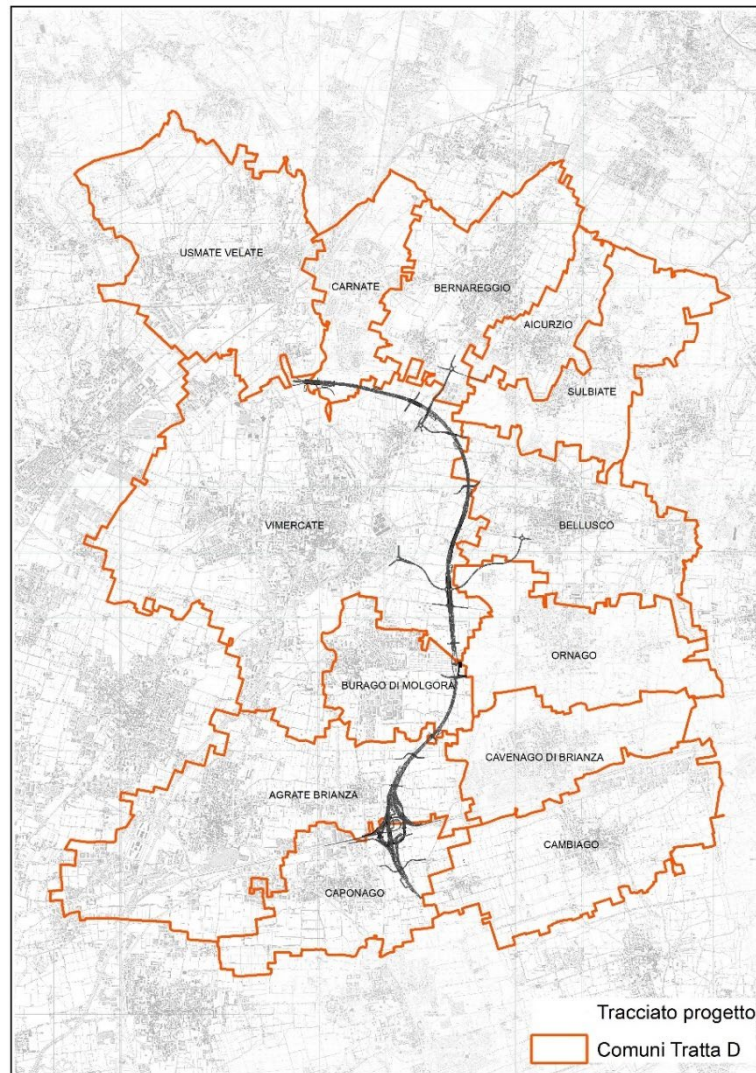 USMATE VELATE
CARNATE
BERNAREGGIO
AICURZIO
SULBIATE
VIMERCATE
BELLUSCO
ORNAGO
BURAGO DI MOLGORA
CAVENAGO DI BRIANZA
AGRATE BRIANZA
CAMBIAGO
CAPONAGO
Tracciato progetto
Comuni Tratta D